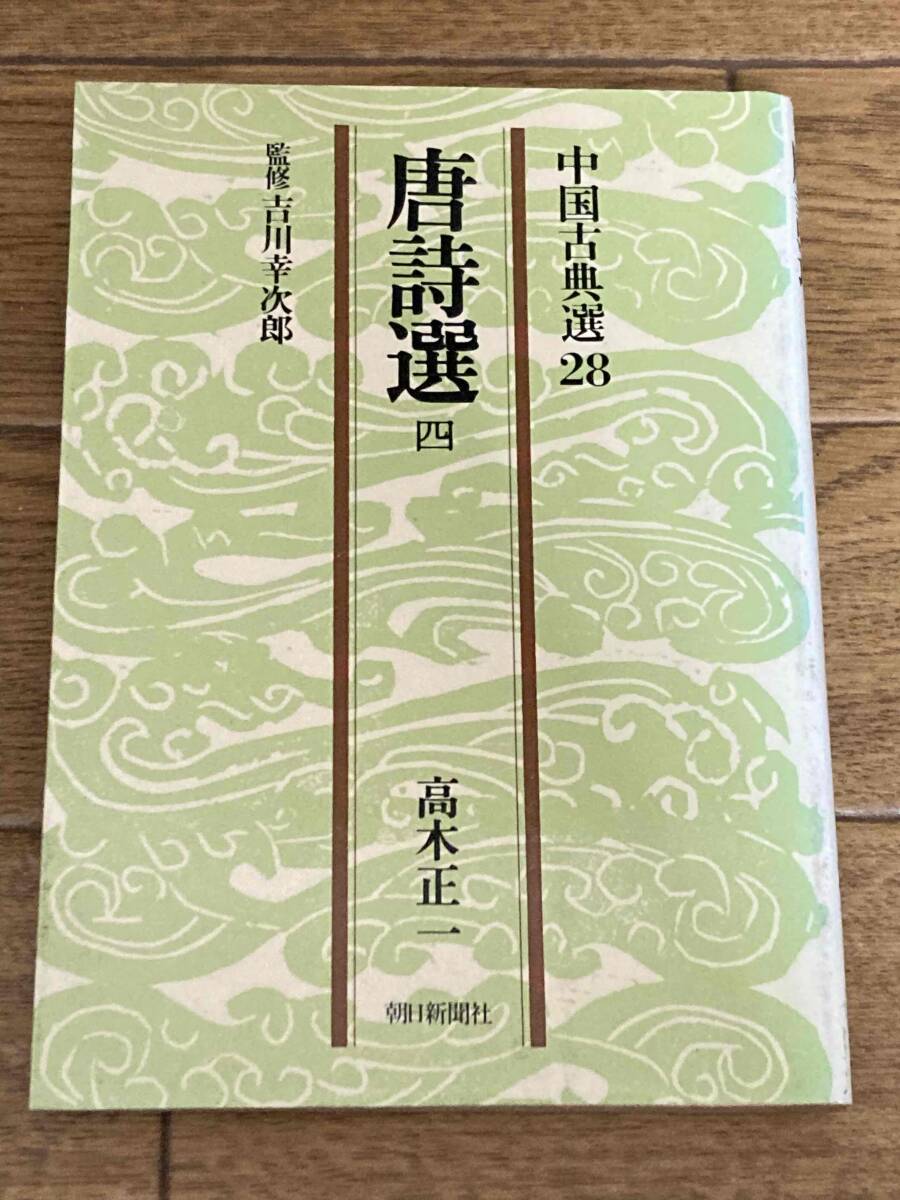 中国古典選28
唐詩選 四
高木正一
朝日新聞社
監修 吉川幸次郎